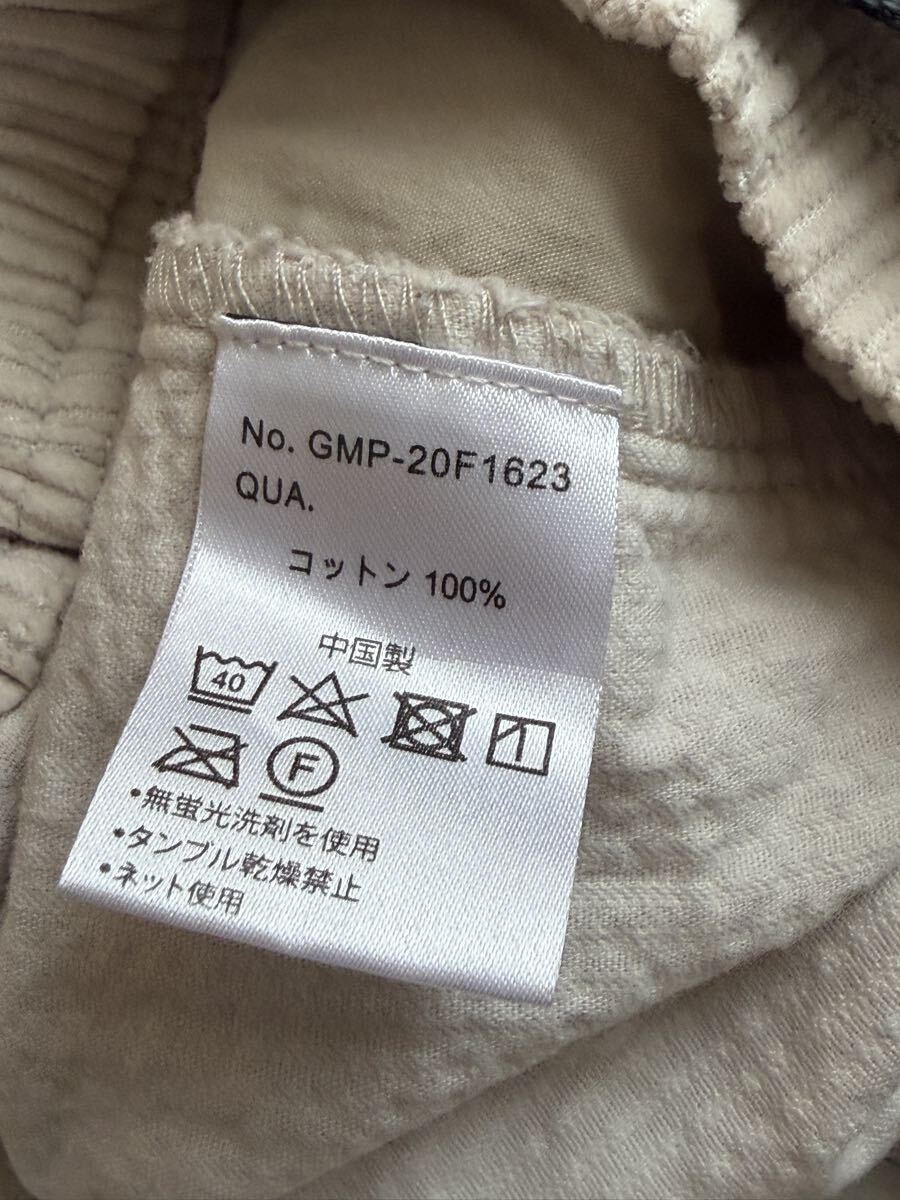 No. GMP-20F1623
QUA.
コットン 100%
中国製
40
F
•無蛍光洗剤を使用
•タンブル乾燥禁止
•ネット使用